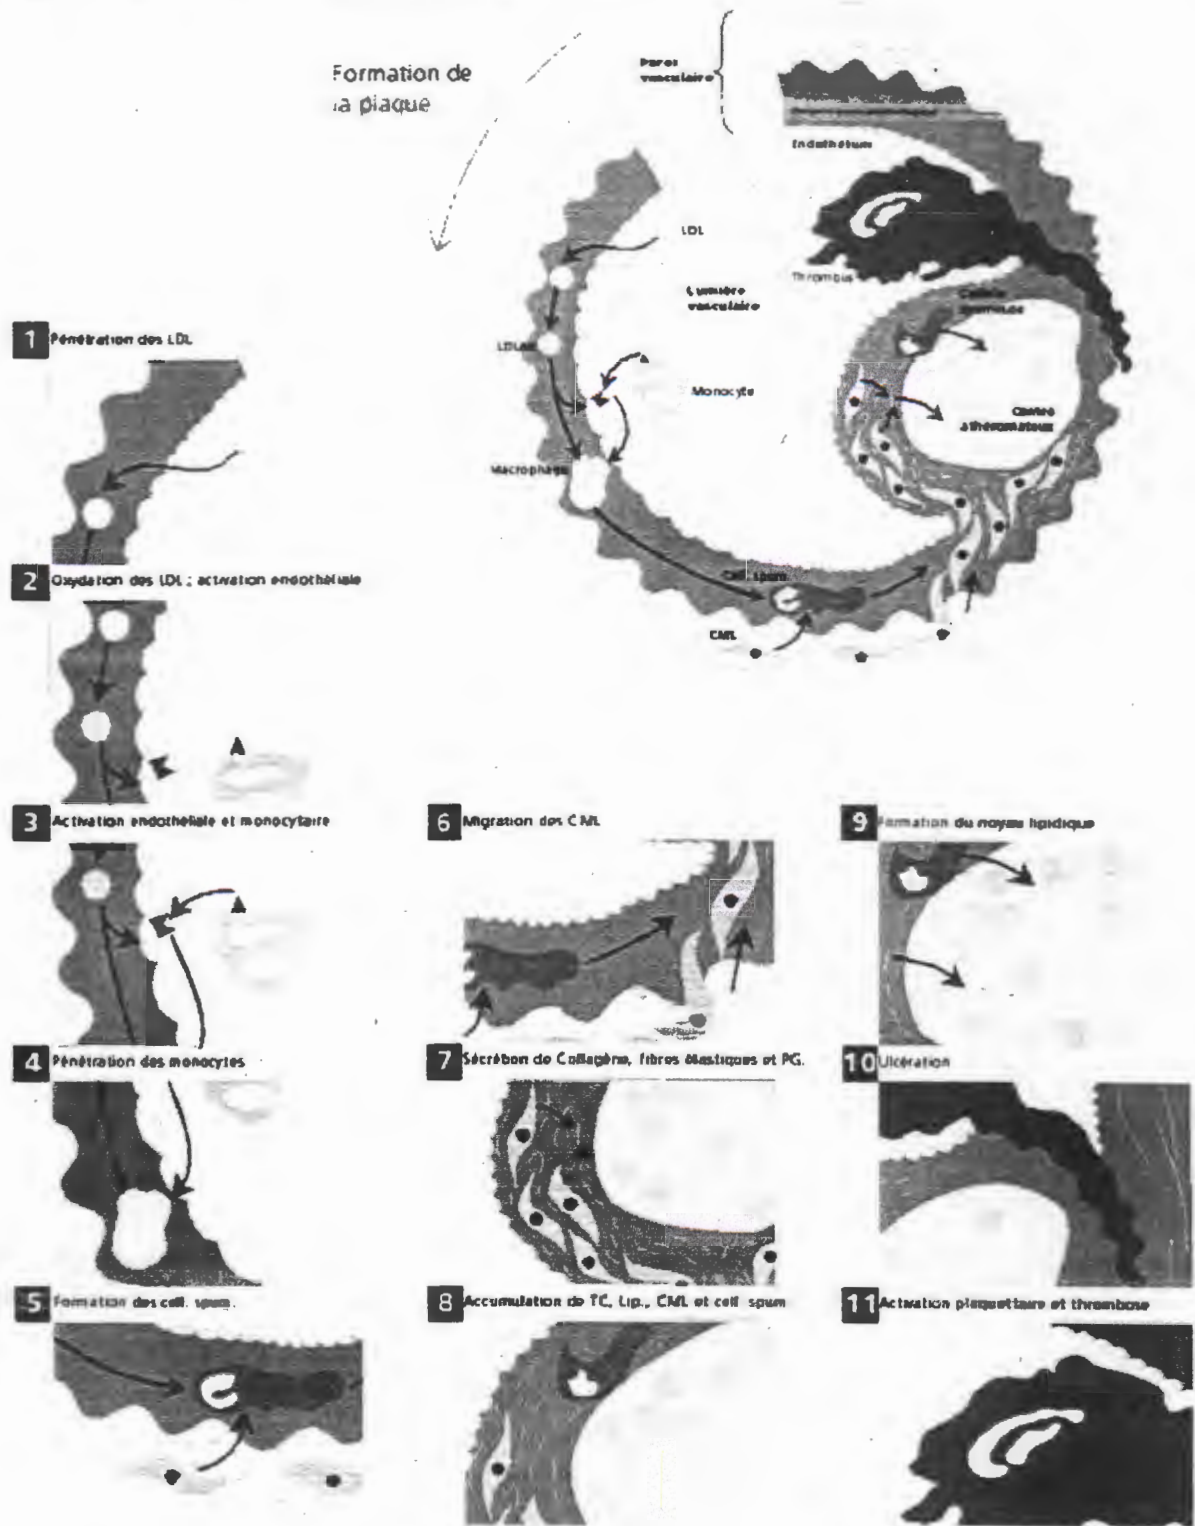 Formation de
la plaque
Paroi
vasculaire
Endothélium
LDL
Thrombus
Lumière
vasculaire
Monocyte
Centre
athéromateux
Macrophage
Cell. spum.
CML
1 Pénétration des LDL
2 Oxydation des LDL ; activation endothéliale
3 Activation endothéliale et monocytaire
4 Pénétration des monocytes
5 Formation des cell. spum.
6 Migration des CML
7 Sécrétion de Collagène, fibres élastiques et PG.
8 Accumulation de TC, Lip., CML et cell. spum
9 Formation du noyau lipidique
10 Ulcération
11 Activation plaquettaire et thrombose